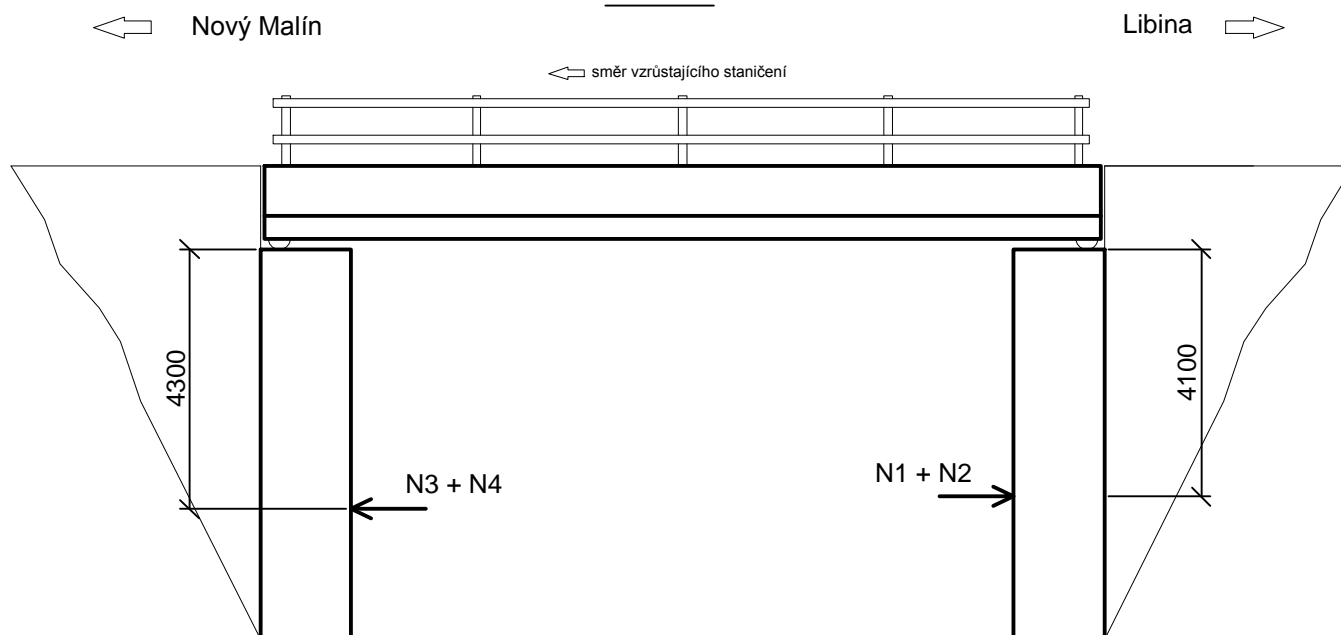 Nový Malín
Libina
směr vzrůstajícího staničení
4300
4100
N3 + N4
N1 + N2